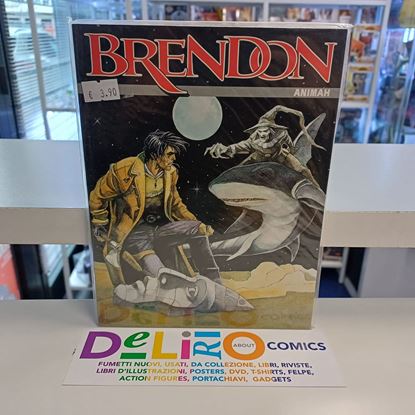 BRENDON
ANIMAH
€ 3.90
DeLiRiO ABOUT COMICS
FUMETTI NUOVI, USATI, DA COLLEZIONE, LIBRI, RIVISTE,
LIBRI D'ILLUSTRAZIONI, POSTERS, DVD, T-SHIRTS, FELPE,
ACTION FIGURES, PORTACHIAVI, GADGETS